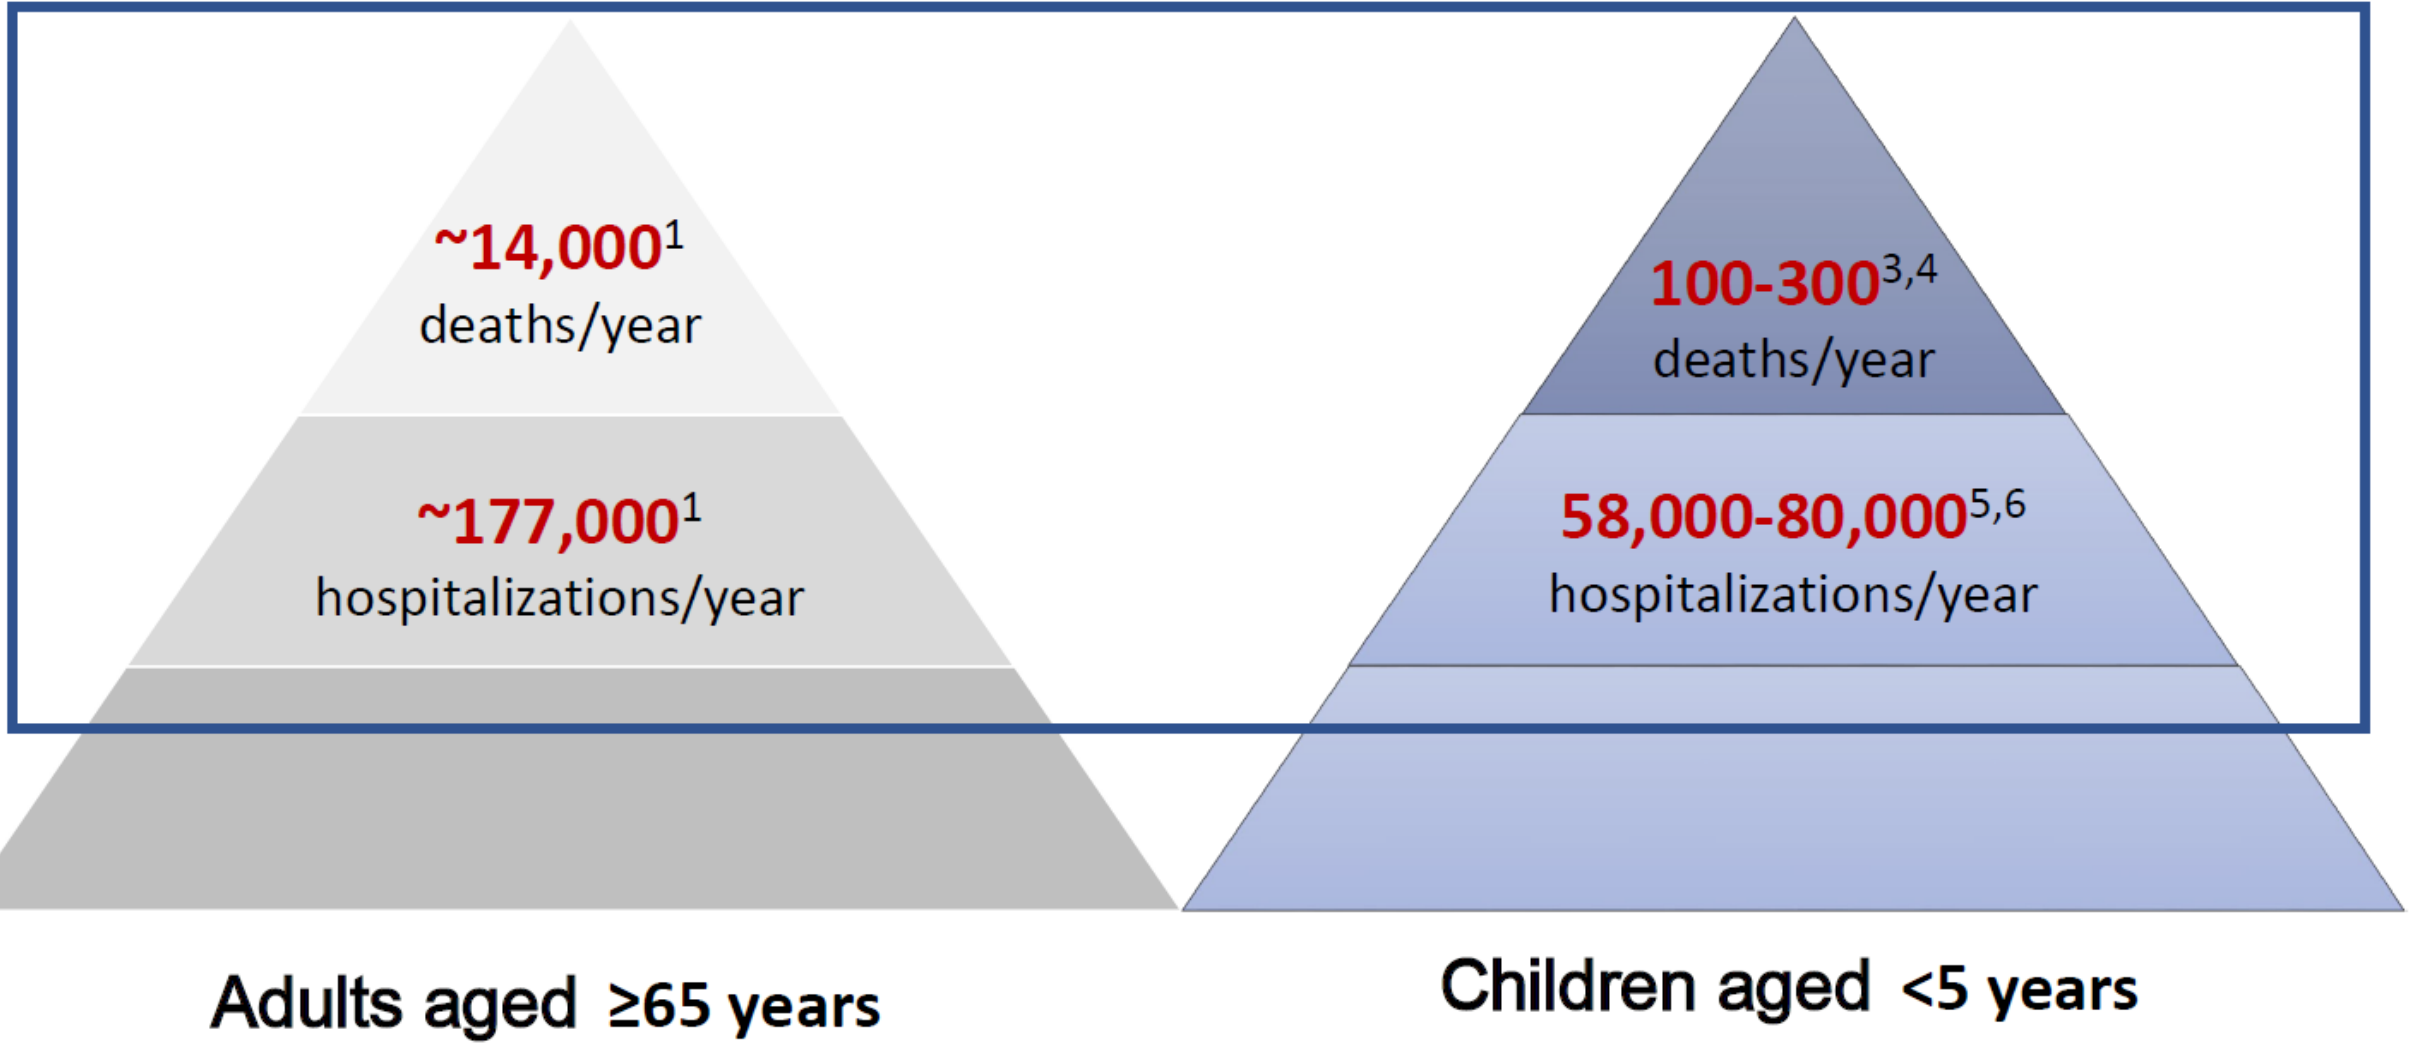 ~14,000¹
deaths/year
~177,000¹
hospitalizations/year
Adults aged ≥65 years
100-300³,⁴
deaths/year
58,000-80,000⁵,⁶
hospitalizations/year
Children aged <5 years